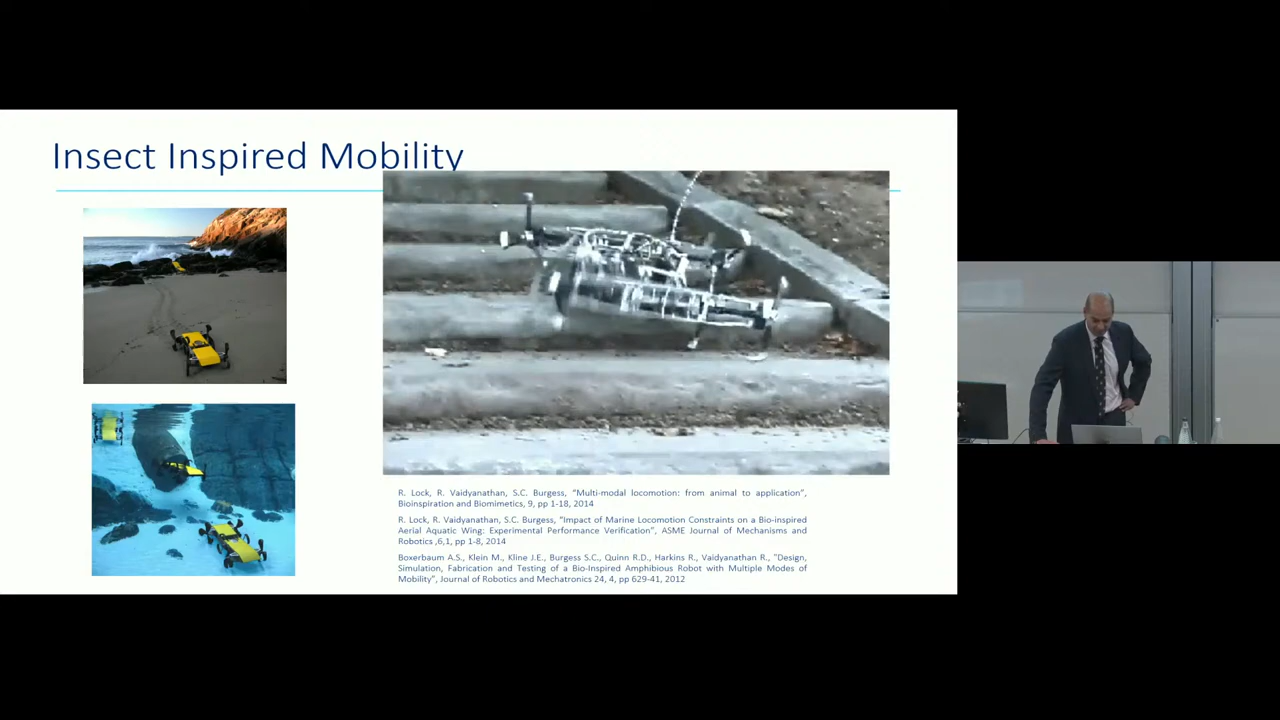 Insect Inspired Mobility
R. Lock, R. Vaidyanathan, S.C. Burgess, "Multi-modal locomotion: from animal to application",
Bioinspiration and Biomimetics, 9, pp 1-18, 2014
R. Lock, R. Vaidyanathan, S.C. Burgess, "Impact of Marine Locomotion Constraints on a Bio-inspired
Aerial Aquatic Wing: Experimental Performance Verification", ASME Journal of Mechanisms and
Robotics ,6,1, pp 1-8, 2014
Boxerbaum A.S., Klein M., Kline J.E., Burgess S.C., Quinn R.D., Harkins R., Vaidyanathan R., "Design,
Simulation, Fabrication and Testing of a Bio-Inspired Amphibious Robot with Multiple Modes of
Mobility", Journal of Robotics and Mechatronics 24, 4, pp 629-41, 2012